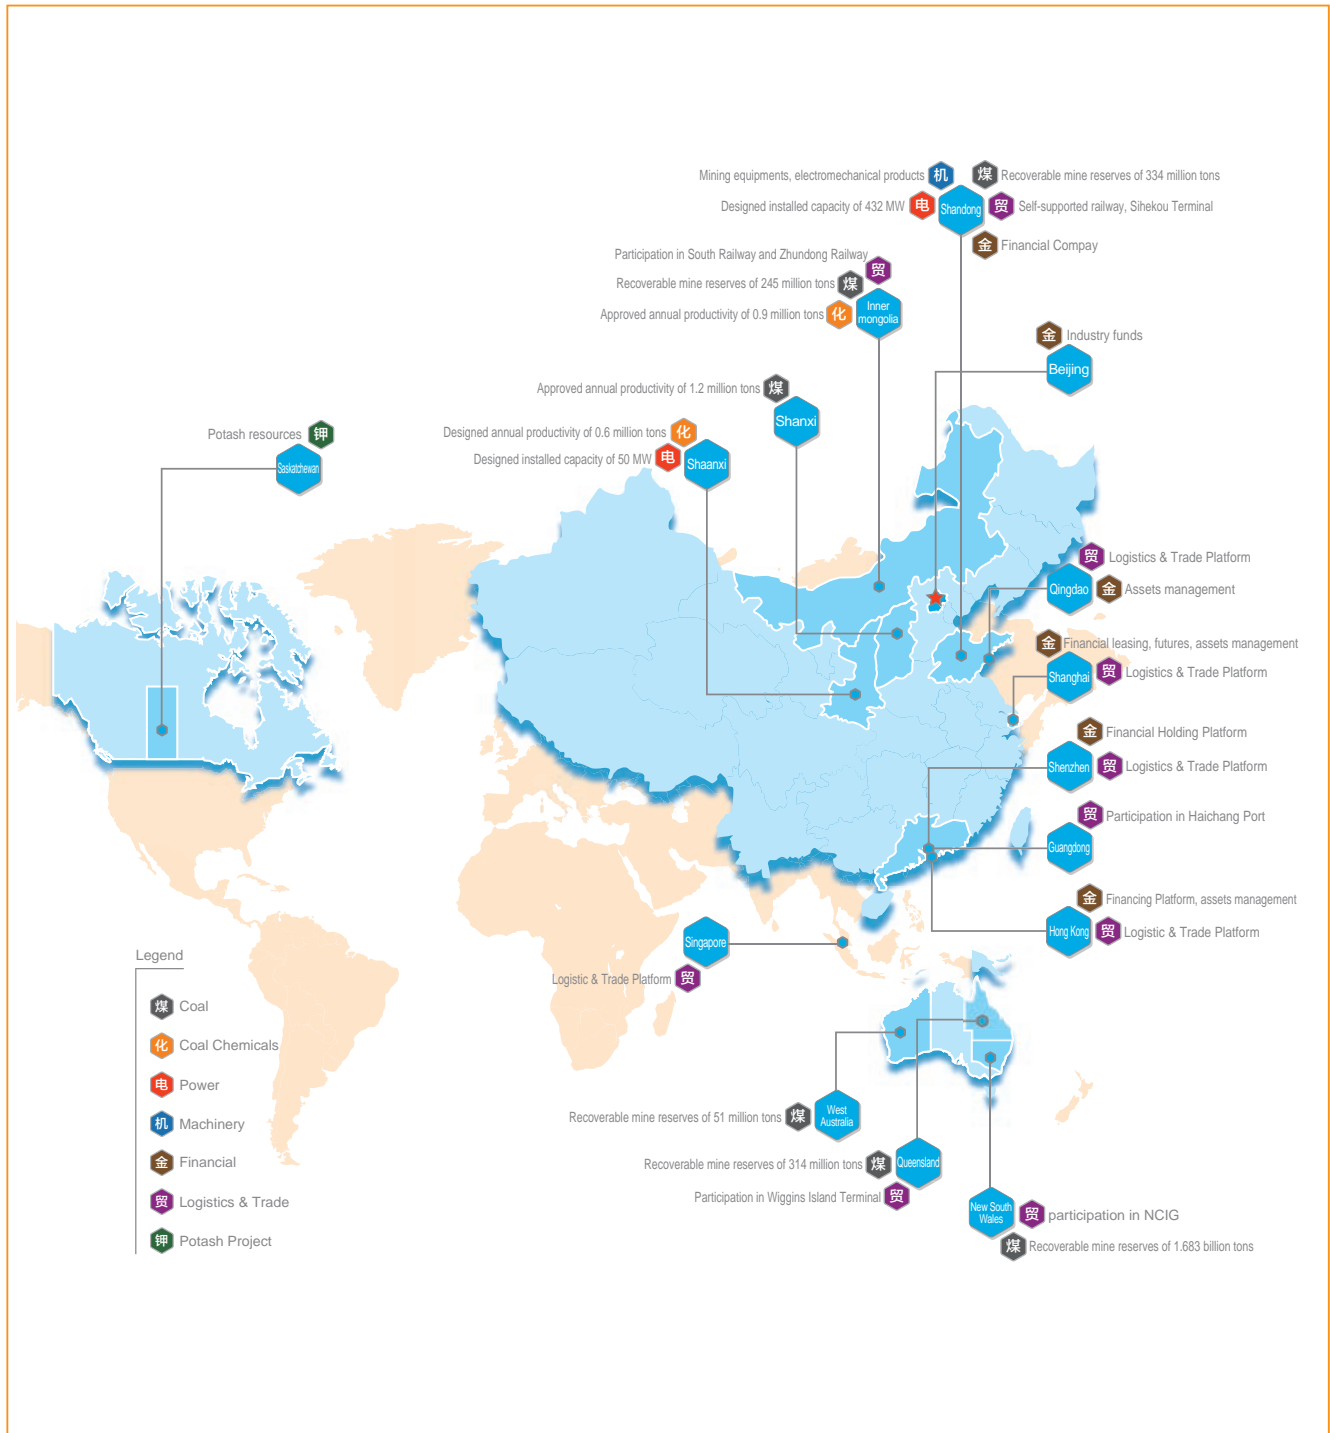 Mining equipments, electromechanical products 机
煤 Recoverable mine reserves of 334 million tons
Designed installed capacity of 432 MW 电
Shandong
贸 Self-supported railway, Sihekou Terminal
金 Financial Compay
Participation in South Railway and Zhundong Railway
贸
Recoverable mine reserves of 245 million tons 煤
Approved annual productivity of 0.9 million tons 化
Inner
mongolia
金 Industry funds
Beijing
Approved annual productivity of 1.2 million tons 煤
Shanxi
Designed annual productivity of 0.6 million tons 化
Designed installed capacity of 50 MW 电
Shaanxi
Potash resources 钾
Saskatchewan
贸 Logistics & Trade Platform
Qingdao
金 Assets management
金 Financial leasing, futures, assets management
Shanghai
贸 Logistics & Trade Platform
金 Financial Holding Platform
Shenzhen
贸 Logistics & Trade Platform
贸 Participation in Haichang Port
Guangdong
金 Financing Platform, assets management
Hong Kong
贸 Logistic & Trade Platform
Singapore
Logistic & Trade Platform 贸
Legend
煤 Coal
化 Coal Chemicals
电 Power
机 Machinery
金 Financial
贸 Logistics & Trade
钾 Potash Project
Recoverable mine reserves of 51 million tons 煤
West
Australia
Recoverable mine reserves of 314 million tons 煤
Queensland
Participation in Wiggins Island Terminal 贸
New South
Wales
贸 participation in NCIG
煤 Recoverable mine reserves of 1.683 billion tons